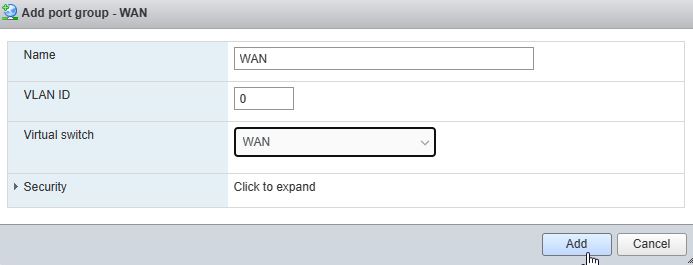 Add port group - WAN
Name WAN
VLAN ID 0
Virtual switch WAN
Security Click to expand
Add Cancel